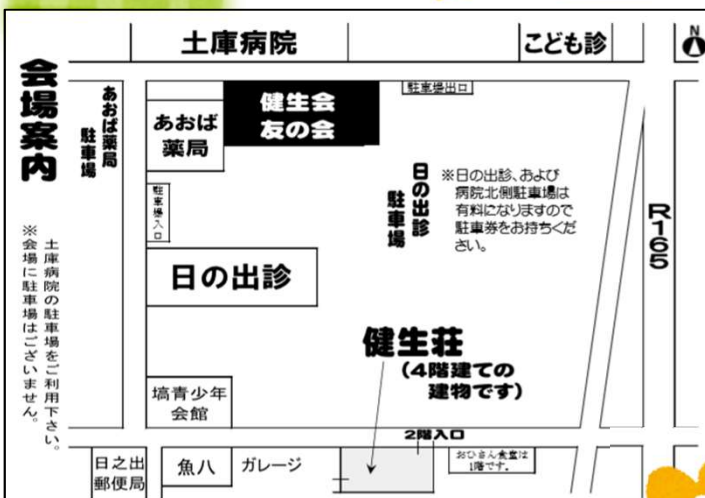 会場案内
※会場に駐車場はございません。
土庫病院の駐車場をご利用下さい。
土庫病院
こども診
N
あおば薬局
駐車場
あおば
薬局
健生会
友の会
駐車場出口
駐車場入口
日の出診
駐車場
※日の出診、および
病院北側駐車場は
有料になりますので
駐車券をお持ちくだ
さい。
R165
日の出診
健生荘
(4階建ての
建物です)
塙青少年
会館
2階入口
日之出
郵便局
魚八
ガレージ
おひさん食堂は
1階です。